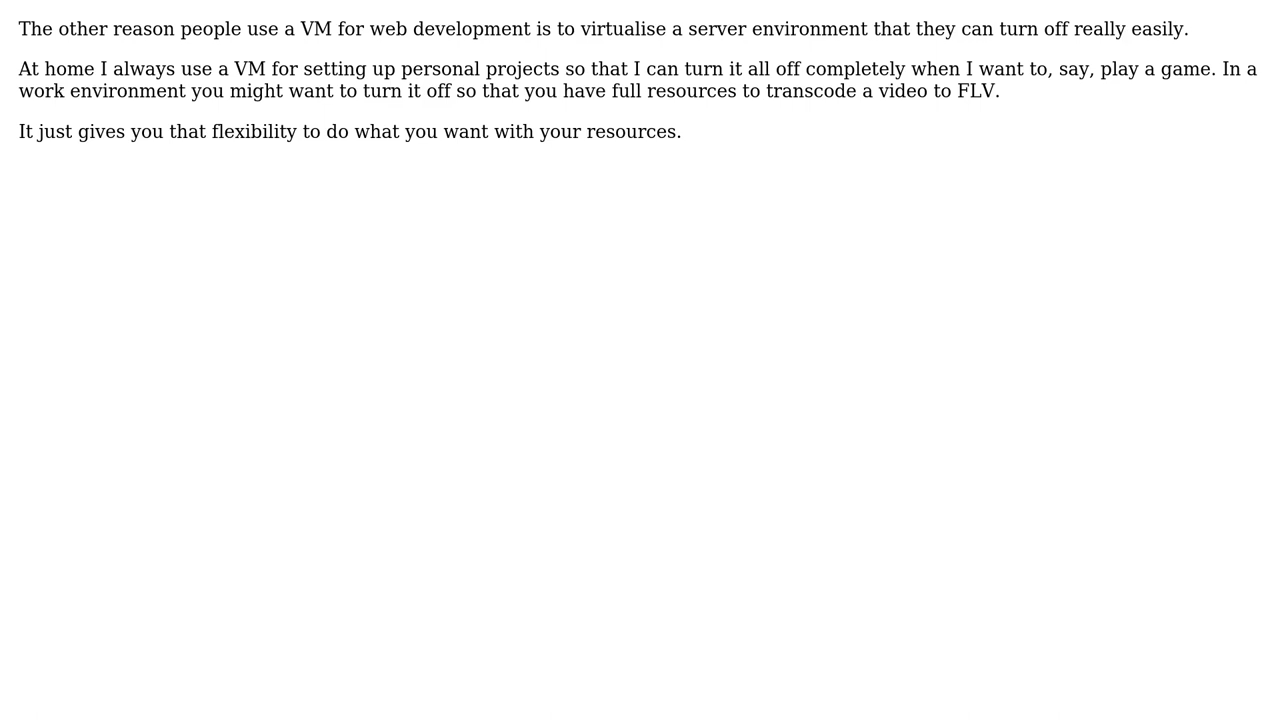 The other reason people use a VM for web development is to virtualise a server environment that they can turn off really easily.
At home I always use a VM for setting up personal projects so that I can turn it all off completely when I want to, say, play a game. In a
work environment you might want to turn it off so that you have full resources to transcode a video to FLV.
It just gives you that flexibility to do what you want with your resources.